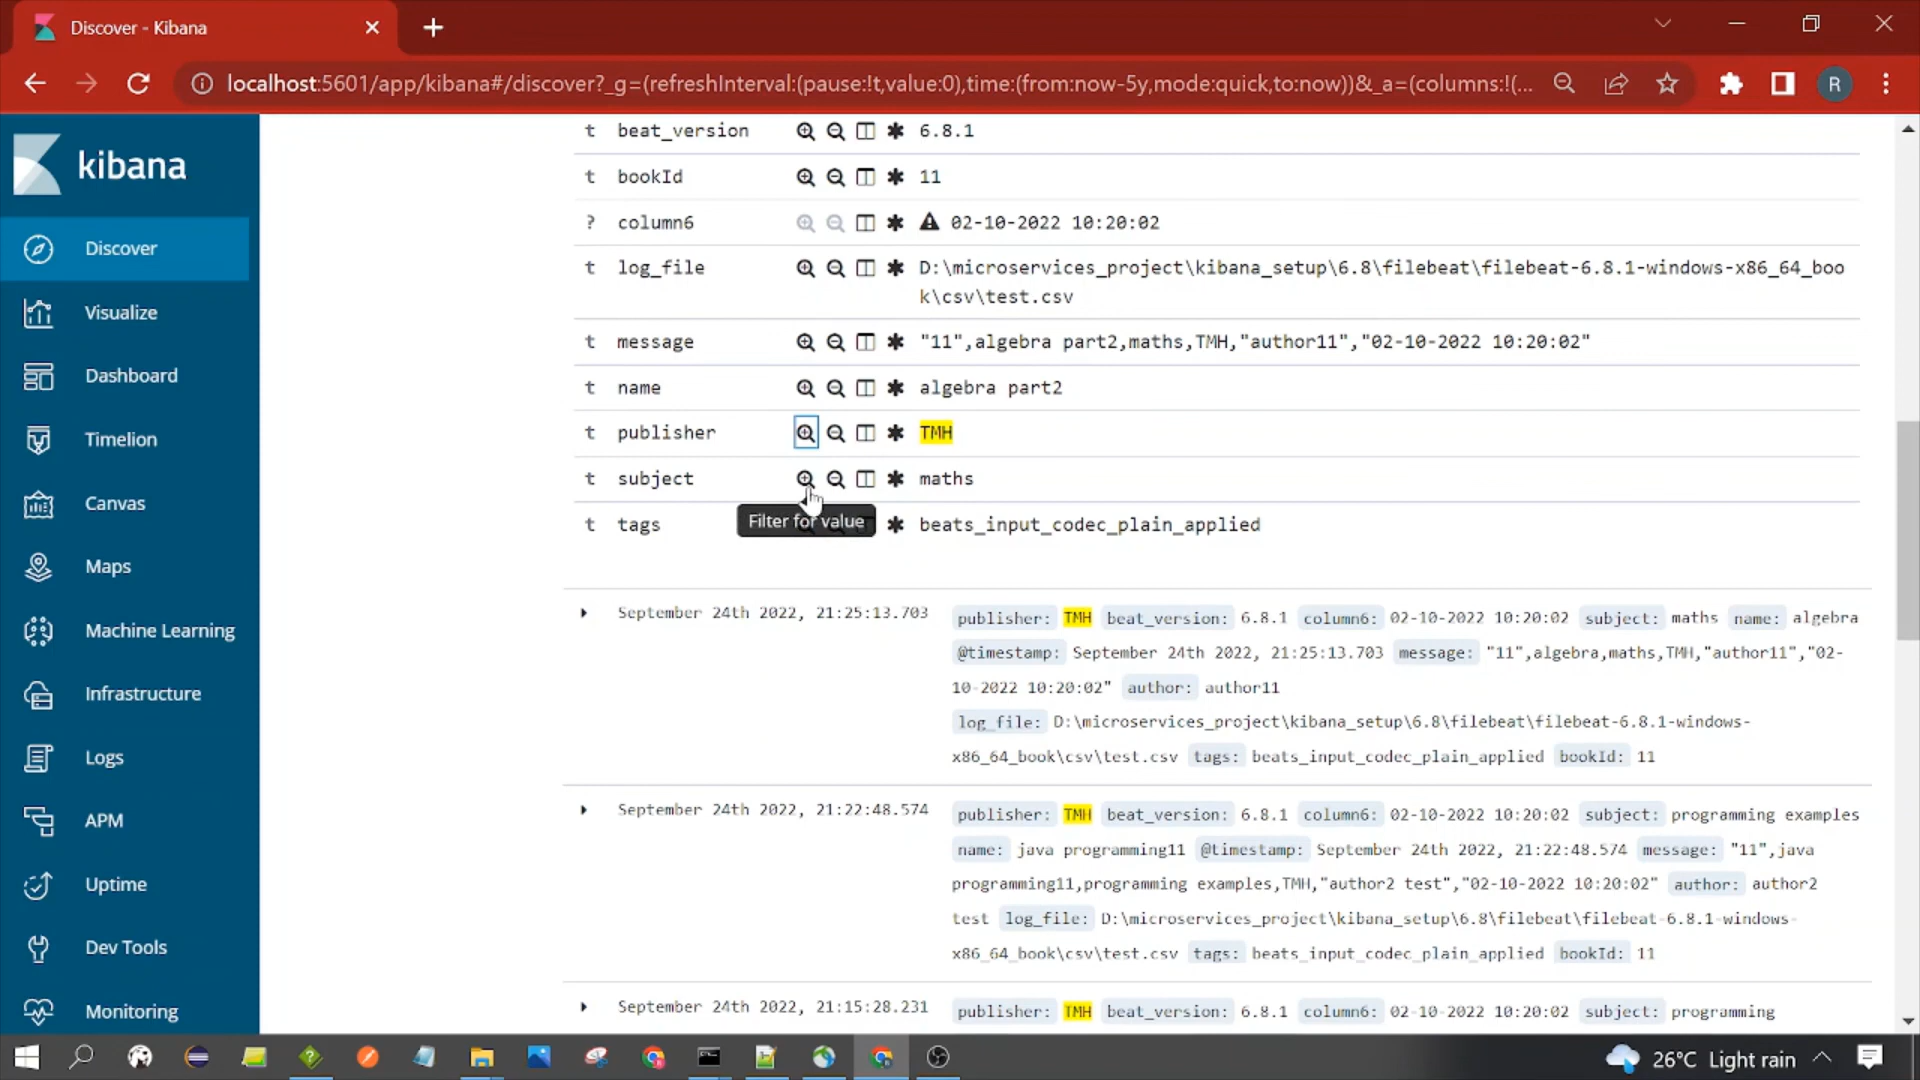 Discover - Kibana
localhost:5601/app/kibana#/discover?_g=(refreshInterval:(pause:!t,value:0),time:(from:now-5y,mode:quick,to:now))&_a=(columns:!(...
R
kibana
Discover
Visualize
Dashboard
Timelion
Canvas
Maps
Machine Learning
Infrastructure
Logs
APM
Uptime
Dev Tools
Monitoring
t beat_version 6.8.1
t bookId 11
? column6 02-10-2022 10:20:02
t log_file D:\microservices_project\kibana_setup\6.8\filebeat\filebeat-6.8.1-windows-x86_64_boo
k\csv\test.csv
t message "11",algebra part2,maths,TMH,"author11","02-10-2022 10:20:02"
t name algebra part2
t publisher TMH
t subject maths
Filter for value
t tags beats_input_codec_plain_applied
September 24th 2022, 21:25:13.703 publisher: TMH beat_version: 6.8.1 column6: 02-10-2022 10:20:02 subject: maths name: algebra
@timestamp: September 24th 2022, 21:25:13.703 message: "11",algebra,maths,TMH,"author11","02-
10-2022 10:20:02" author: author11
log_file: D:\microservices_project\kibana_setup\6.8\filebeat\filebeat-6.8.1-windows-
x86_64_book\csv\test.csv tags: beats_input_codec_plain_applied bookId: 11
September 24th 2022, 21:22:48.574 publisher: TMH beat_version: 6.8.1 column6: 02-10-2022 10:20:02 subject: programming examples
name: java programming11 @timestamp: September 24th 2022, 21:22:48.574 message: "11",java
programming11,programming examples,TMH,"author2 test","02-10-2022 10:20:02" author: author2
test log_file: D:\microservices_project\kibana_setup\6.8\filebeat\filebeat-6.8.1-windows-
x86_64_book\csv\test.csv tags: beats_input_codec_plain_applied bookId: 11
September 24th 2022, 21:15:28.231 publisher: TMH beat_version: 6.8.1 column6: 02-10-2022 10:20:02 subject: programming
26°C Light rain